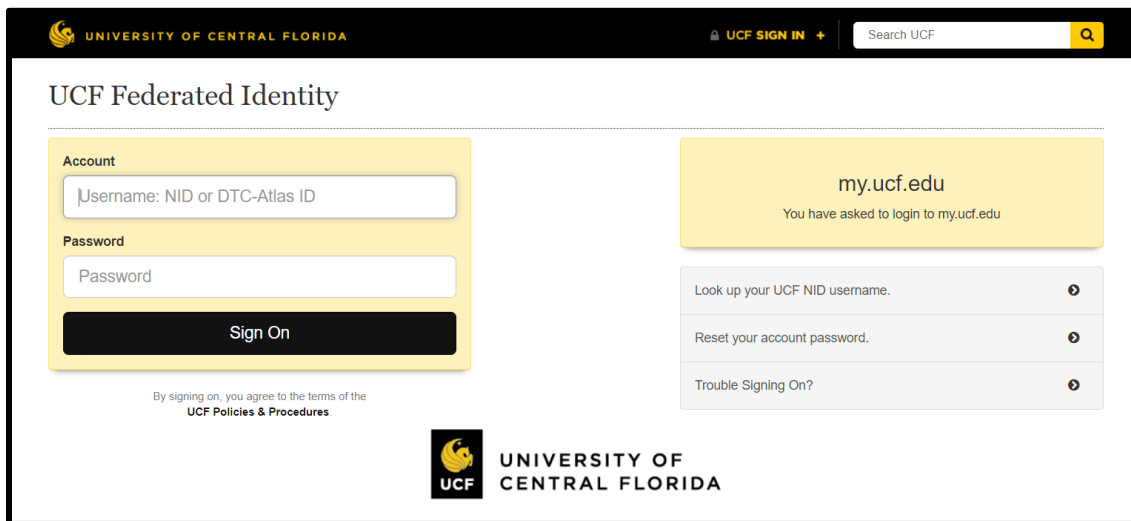 UNIVERSITY OF CENTRAL FLORIDA
UCF SIGN IN +
Search UCF
UCF Federated Identity
Account
Username: NID or DTC-Atlas ID
Password
Password
Sign On
By signing on, you agree to the terms of the
UCF Policies & Procedures.
my.ucf.edu
You have asked to login to my.ucf.edu
Look up your UCF NID username.
Reset your account password.
Trouble Signing On?
UCF
UNIVERSITY OF
CENTRAL FLORIDA